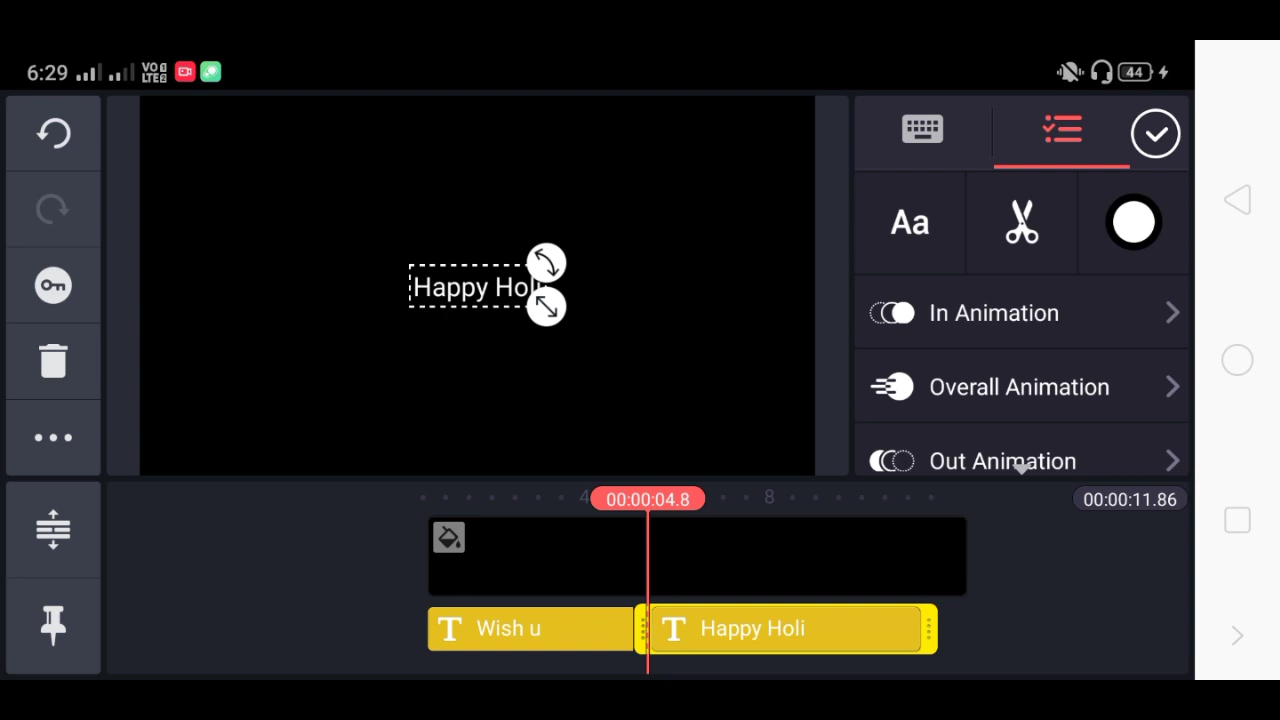 6:29 VO LTE 44
Aa
Happy Hol
In Animation
Overall Animation
Out Animation
4 00:00:04.8 8 00:00:11.86
T Wish u T Happy Holi